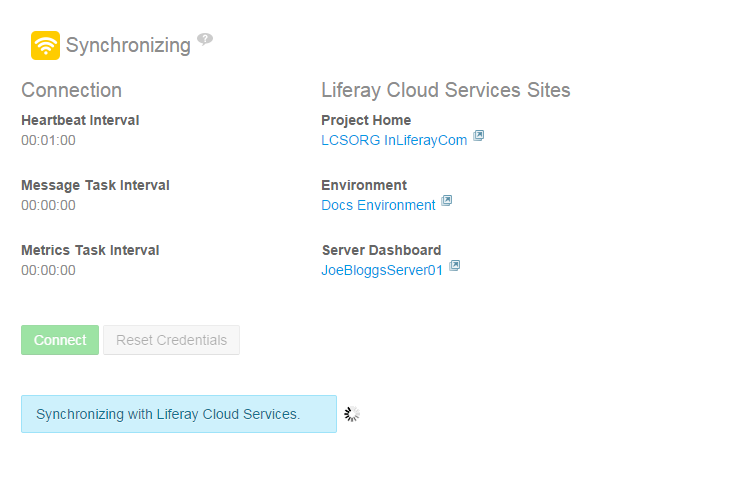 Synchronizing ?
Connection
Liferay Cloud Services Sites
Heartbeat Interval
00:01:00
Project Home
LCSORG InLiferayCom
Message Task Interval
00:00:00
Environment
Docs Environment
Metrics Task Interval
00:00:00
Server Dashboard
JoeBloggsServer01
Connect
Reset Credentials
Synchronizing with Liferay Cloud Services.